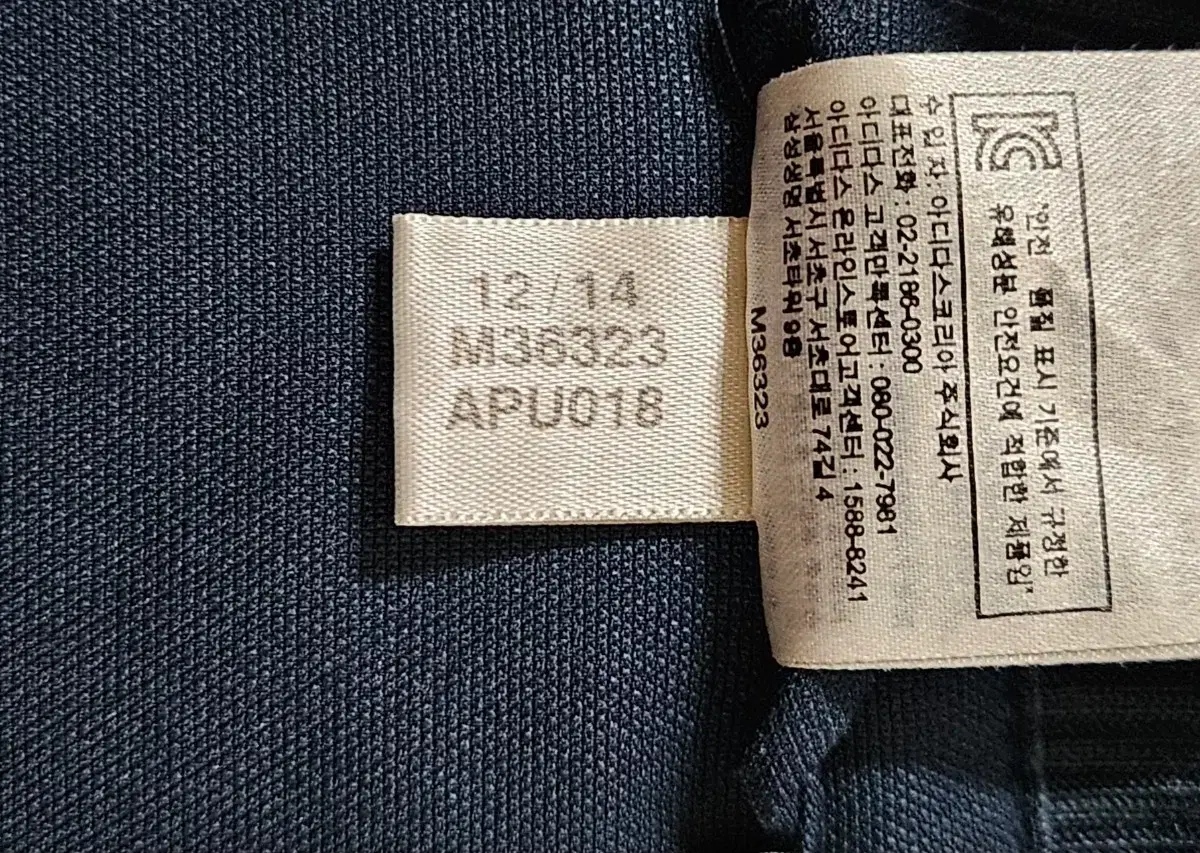 12/14
M36323
APU018
KC
"안전 ᆞ 품질 표시 기준에서 규정한
유해성분 안전요건에 적합한 제품임"
수입자: 아디다스코리아 주식회사
대표전화 : 02-2186-0300
아디다스 고객만족센터 : 080-022-7981
아디다스 온라인스토어고객센터 : 1588-8241
서울특별시 서초구 서초대로 74길 4
삼성생명 서초타워 9층
M36323